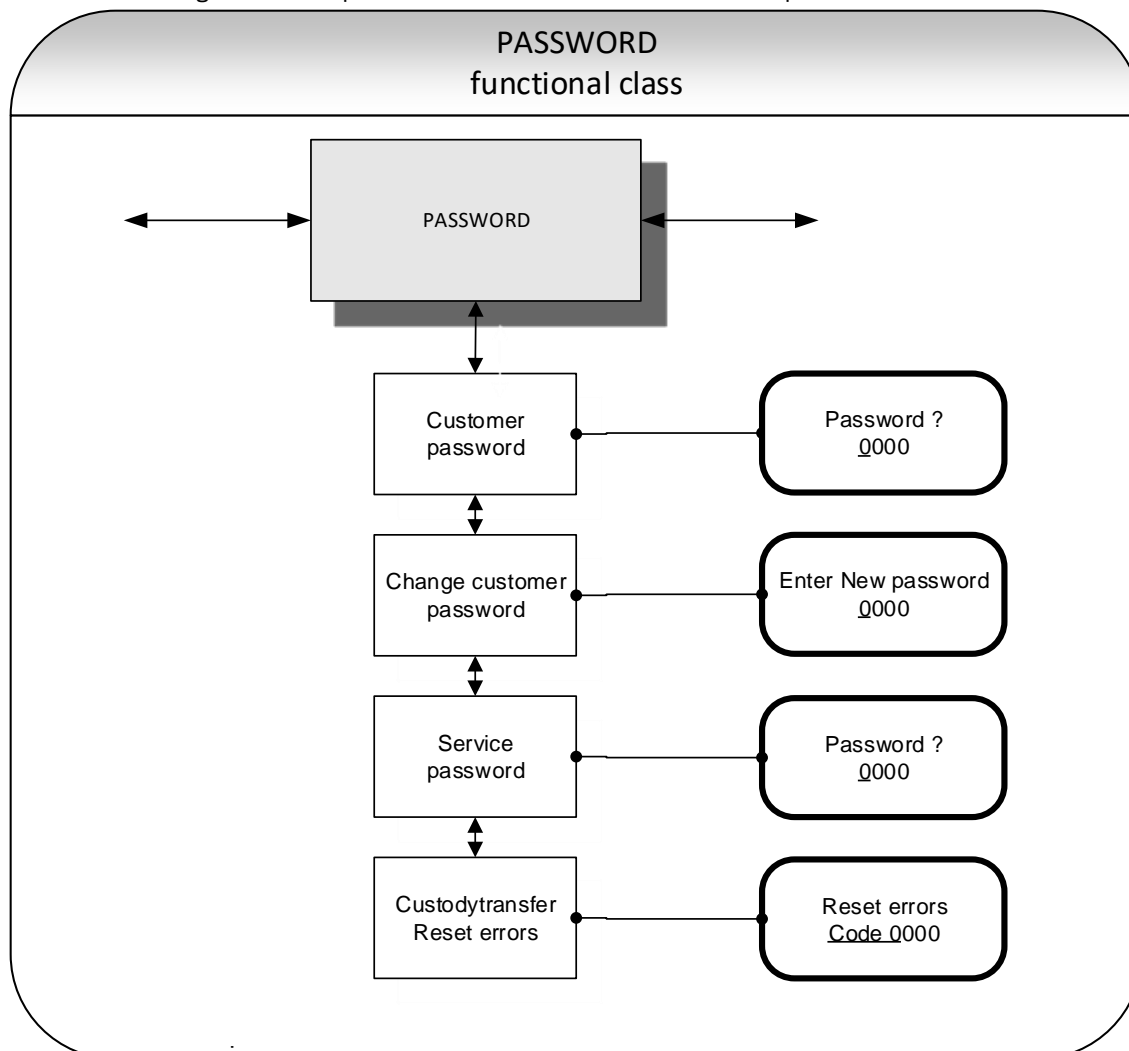 PASSWORD
functional class
PASSWORD
Customer
password
Password ?
0000
Change customer
password
Enter New password
0000
Service
password
Password ?
0000
Custodytransfer
Reset errors
Reset errors
Code 0000